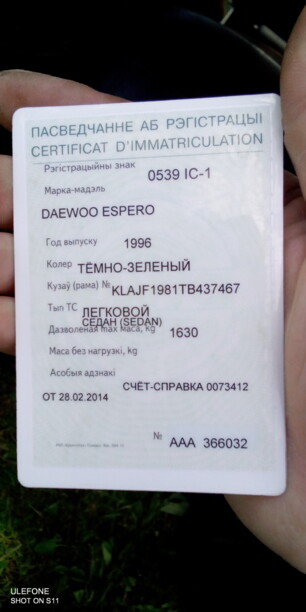 ПАСВЕДЧАННЕ АБ РЭГІСТРАЦЫІ
CERTIFICAT D'IMMATRICULATION
Рэгістрацыйны знак 0539 IC-1
Марка-мадэль
DAEWOO ESPERO
Год выпуску 1996
Колер ТЁМНО-ЗЕЛЕНЫЙ
Кузаў (рама) № KLAJF1981TB437467
Тып ТС ЛЕГКОВОЙ
СЕДАН (SEDAN)
Дазволеная max маса, kg 1630
Маса без нагрузкі, kg
Асобыя адзнакі
СЧЁТ-СПРАВКА 0073412
ОТ 28.02.2014
№ ААА 366032
ULEFONE
SHOT ON S11